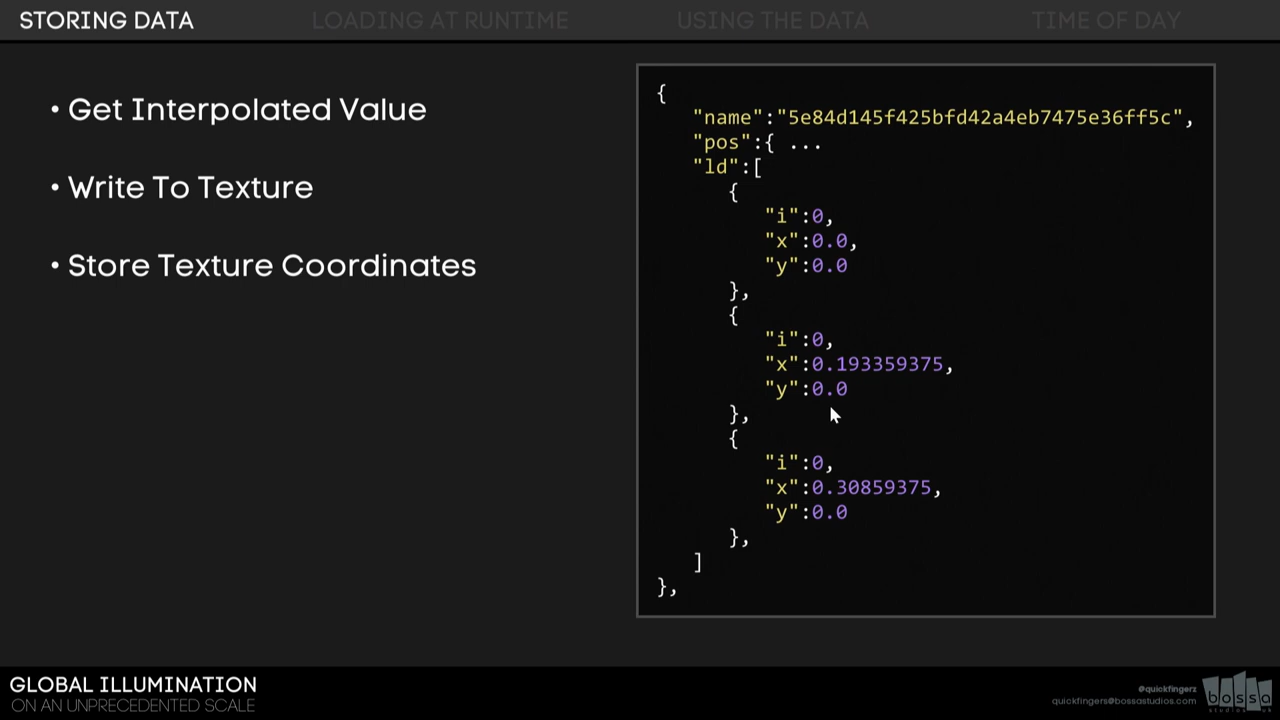 STORING DATA
LOADING AT RUNTIME
USING THE DATA
TIME OF DAY
• Get Interpolated Value
• Write To Texture
• Store Texture Coordinates
{
"name":"5e84d145f425bfd42a4eb7475e36ff5c",
"pos":{ ...
"ld":[
{
"i":0,
"x":0.0,
"y":0.0
},
{
"i":0,
"x":0.193359375,
"y":0.0
},
{
"i":0,
"x":0.30859375,
"y":0.0
},
]
},
GLOBAL ILLUMINATION
ON AN UNPRECEDENTED SCALE
@quickfingerz
quickfingers@bossastudios.com
bossa
studios uk